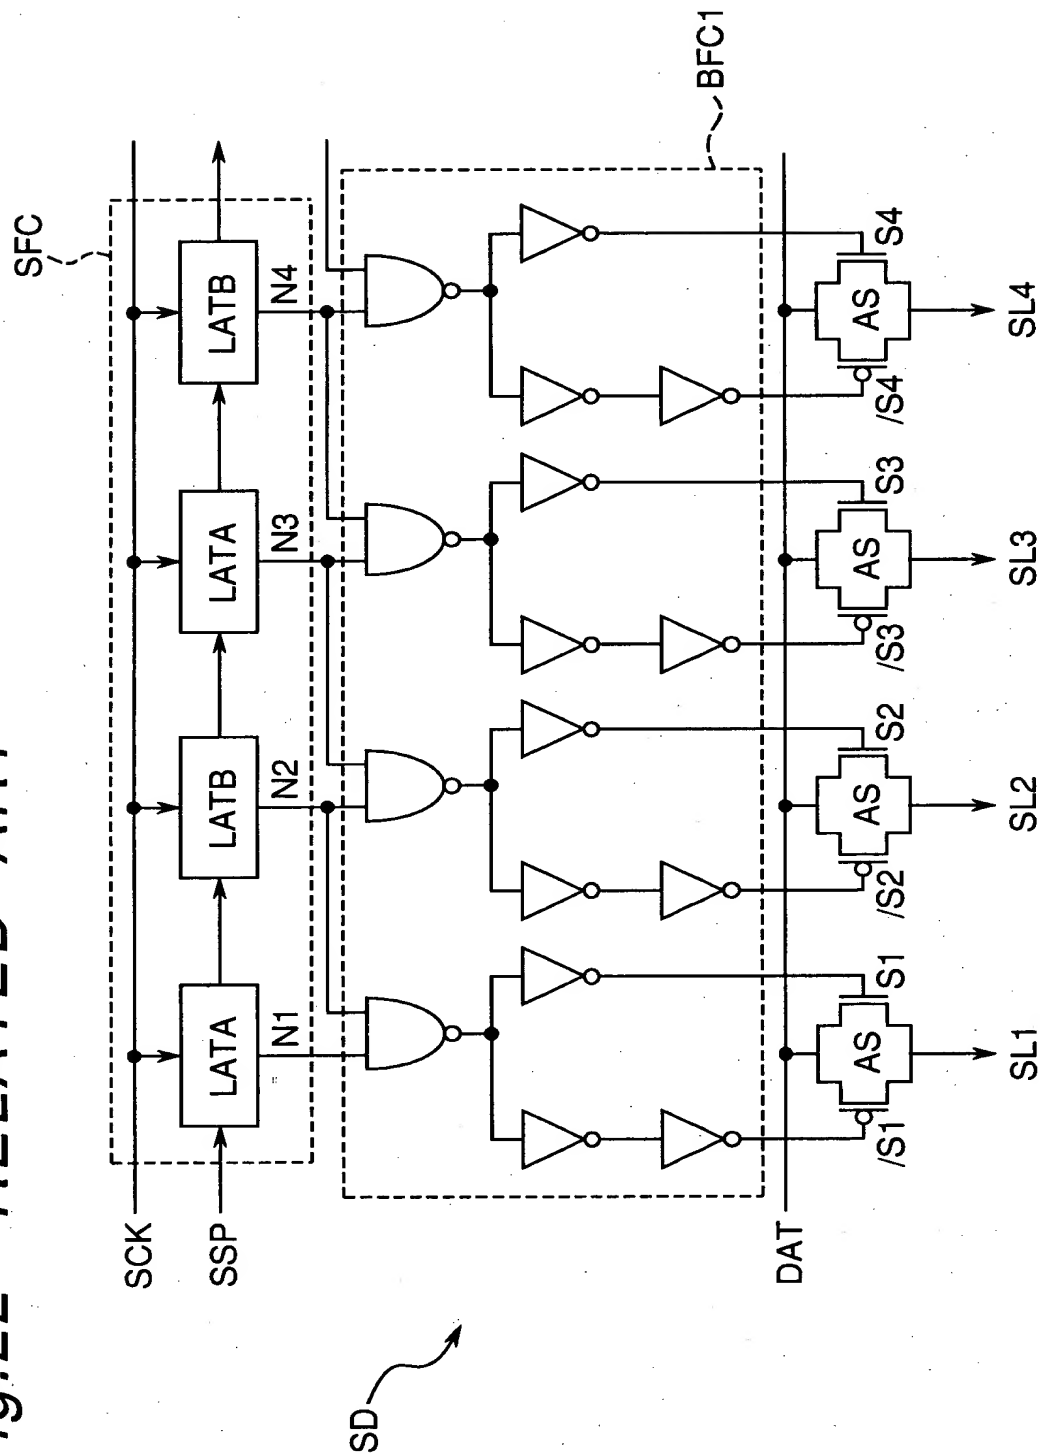 RELATED ART
SFC
SCK
SSP
LATA
LATB
LATA
LATB
N1
N2
N3
N4
SD
BFC1
DAT
AS
AS
AS
AS
/S1
S1
/S2
S2
/S3
S3
/S4
S4
SL1
SL2
SL3
SL4